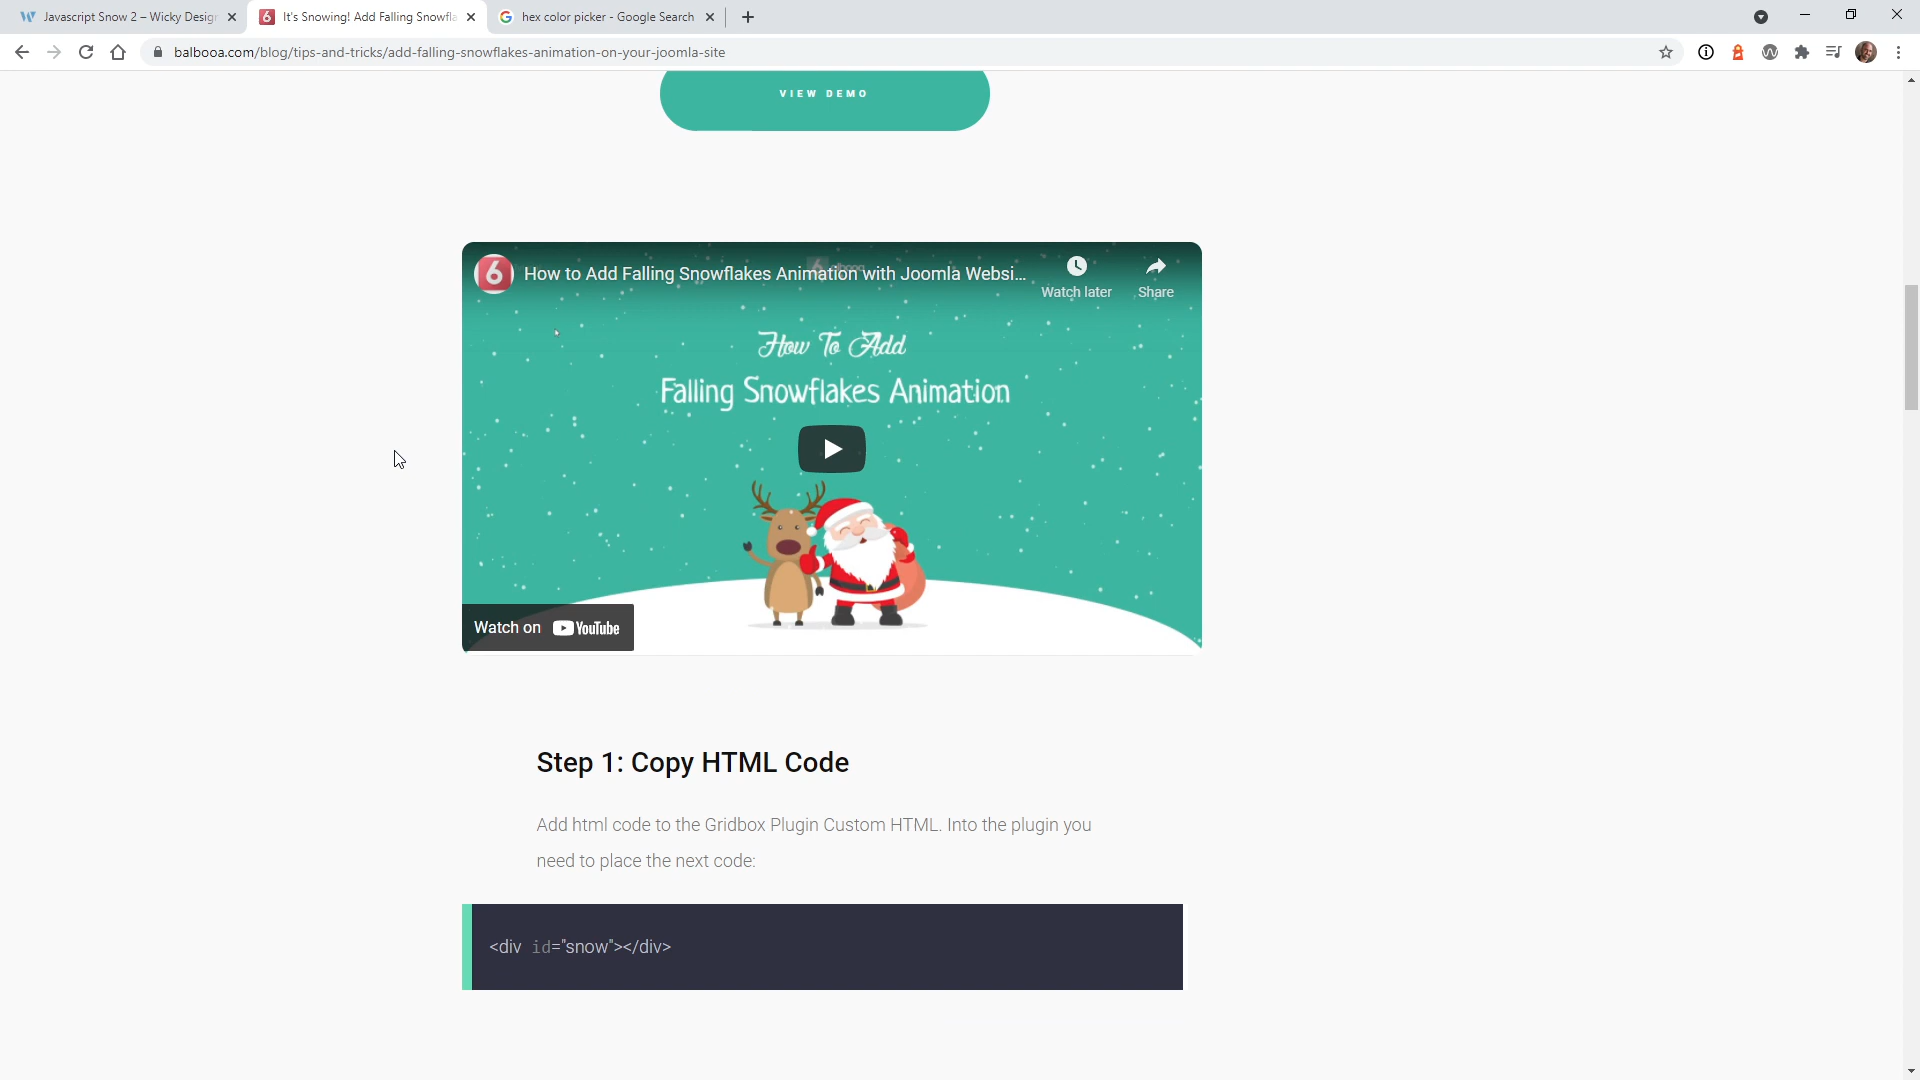 Javascript Snow 2 – Wicky Design
It's Snowing! Add Falling Snowfla
hex color picker - Google Search
balbooa.com/blog/tips-and-tricks/add-falling-snowflakes-animation-on-your-joomla-site
VIEW DEMO
6 How to Add Falling Snowflakes Animation with Joomla Websi...
Watch later
Share
How To Add
Falling Snowflakes Animation
Watch on YouTube
Step 1: Copy HTML Code
Add html code to the Gridbox Plugin Custom HTML. Into the plugin you
need to place the next code:
<div id="snow"></div>